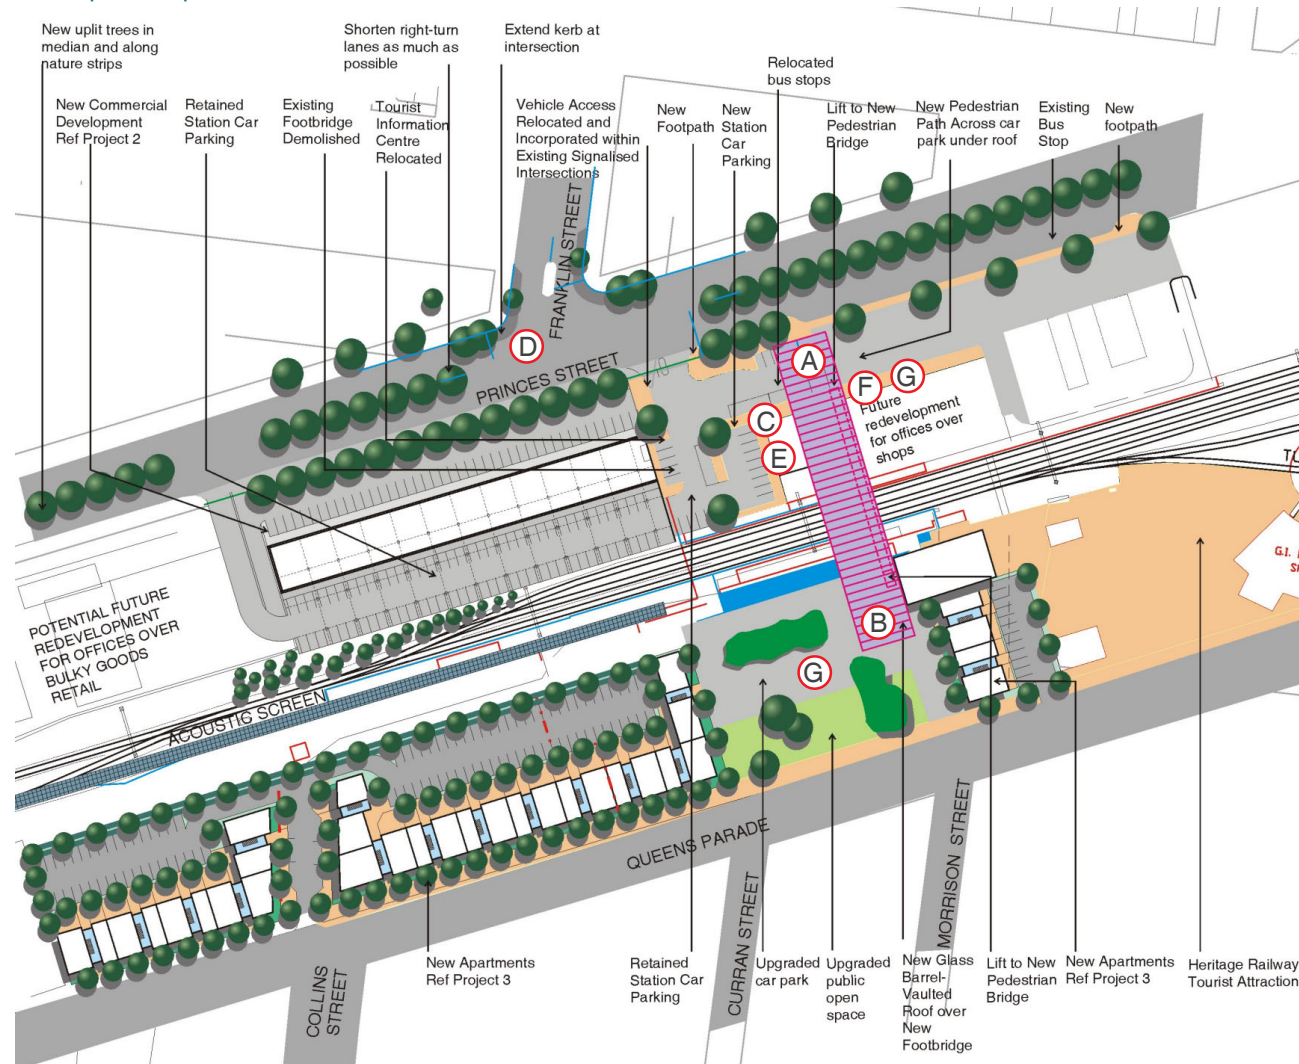 New uplit trees in
median and along
nature strips
Shorten right-turn
lanes as much as
possible
Extend kerb at
intersection
Relocated
bus stops
New Commercial
Development
Ref Project 2
Retained
Station Car
Parking
Existing
Footbridge
Demolished
Tourist
Information
Centre
Relocated
Vehicle Access
Relocated and
Incorporated within
Existing Signalised
Intersections
New
Footpath
New
Station
Car
Parking
Lift to New
Pedestrian
Bridge
New Pedestrian
Path Across car
park under roof
Existing
Bus
Stop
New
footpath
FRANKLIN STREET
PRINCES STREET
D
A
F
G
C
E
Future
redevelopment
for offices over
shops
B
G
POTENTIAL FUTURE
REDEVELOPMENT
FOR OFFICES OVER
BULKY GOODS
RETAIL
ACOUSTIC SCREEN
QUEENS PARADE
COLLINS
STREET
CURRAN STREET
MORRISON STREET
New Apartments
Ref Project 3
Retained
Station Car
Parking
Upgraded
car park
Upgraded
public
open
space
New Glass
Barrel-
Vaulted
Roof over
New
Footbridge
Lift to New
Pedestrian
Bridge
New Apartments
Ref Project 3
Heritage Railway
Tourist Attraction